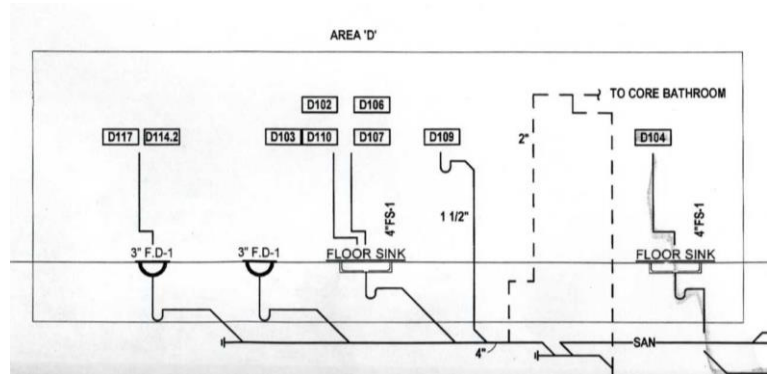 AREA 'D'
TO CORE BATHROOM
D102 D106
D117 D114.2 D103 D110 D107 D109 2" D104
1 1/2"
4"FS-1 4"FS-1
3" F.D-1 3" F.D-1 FLOOR SINK FLOOR SINK
4" SAN